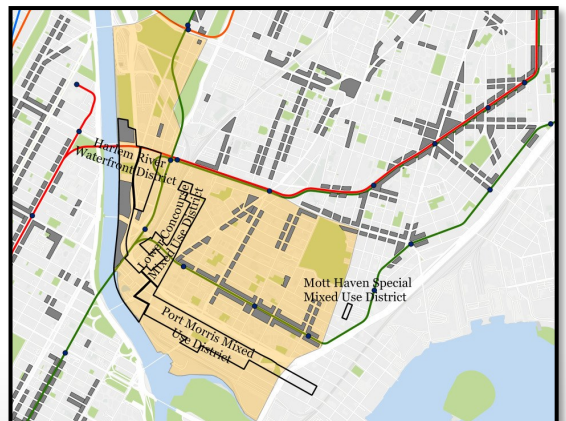 Harlem River
Waterfront District
Lower Concourse
Mixed Use District
Mott Haven Special
Mixed Use District
Port Morris Mixed
Use District